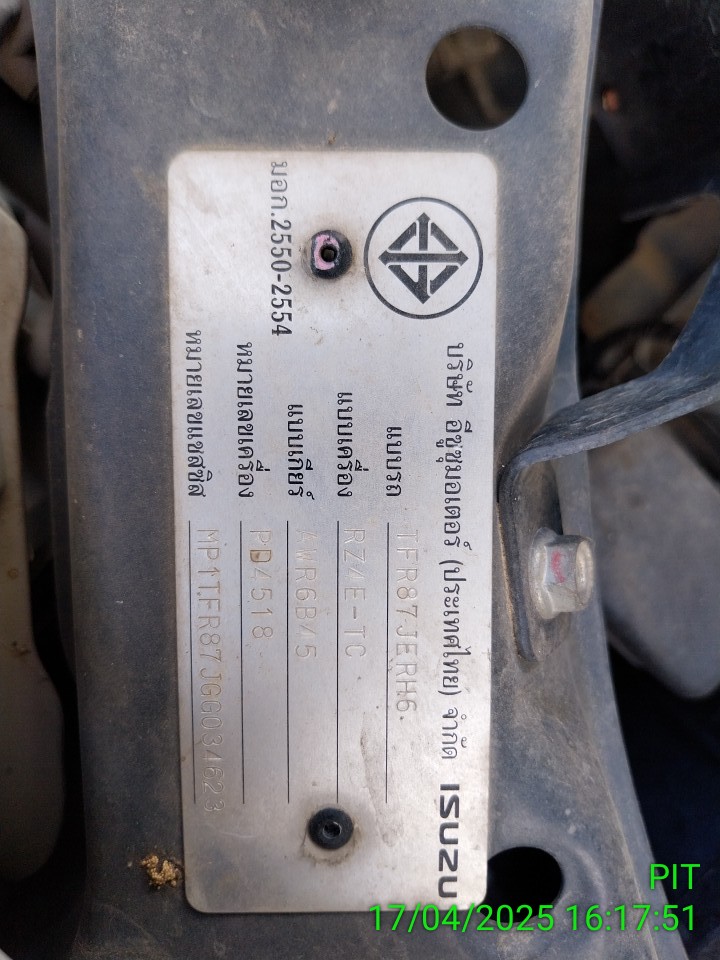 บริษัท อีซูซุมอเตอร์ (ประเทศไทย) จำกัด ISUZU
มอก.2550-2554
แบบรถ TFR87JERH6
แบบเครื่อง RZ4E-TC
แบบเกียร์ AWR6B45
หมายเลขเครื่อง PD4518
หมายเลขแชสซิส MP1TFR87JGG034623
PIT
17/04/2025 16:17:51